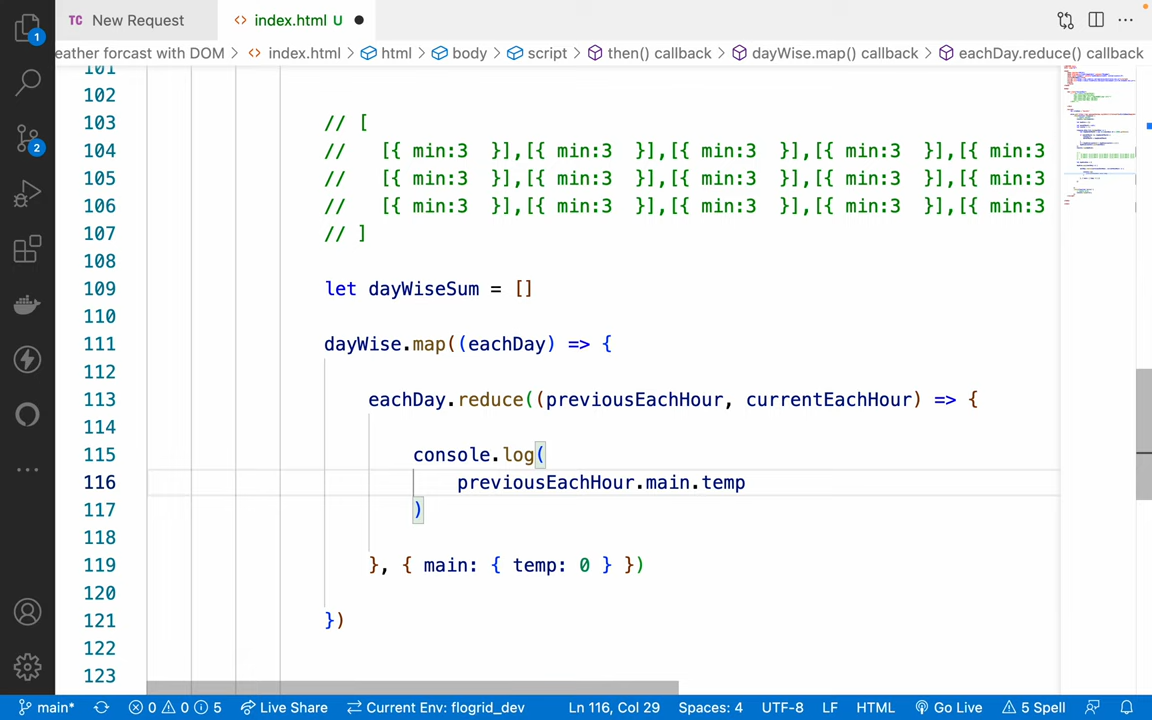 TC New Request
<> index.html U
eather forcast with DOM > <> index.html > html > body > script > then() callback > dayWise.map() callback > eachDay.reduce() callback
101
102
103 // [
104 // [{ min:3 }],[{ min:3 }],[{ min:3 }],[{ min:3 }],[{ min:3
105 // [{ min:3 }],[{ min:3 }],[{ min:3 }],[{ min:3 }],[{ min:3
106 // [{ min:3 }],[{ min:3 }],[{ min:3 }],[{ min:3 }],[{ min:3
107 // ]
108
109 let dayWiseSum = []
110
111 dayWise.map((eachDay) => {
112
113 eachDay.reduce((previousEachHour, currentEachHour) => {
114
115 console.log(
116 previousEachHour.main.temp
117 )
118
119 }, { main: { temp: 0 } })
120
121 })
122
123
1
2
main* 0 0 5 Live Share Current Env: flogrid_dev Ln 116, Col 29 Spaces: 4 UTF-8 LF HTML Go Live 5 Spell